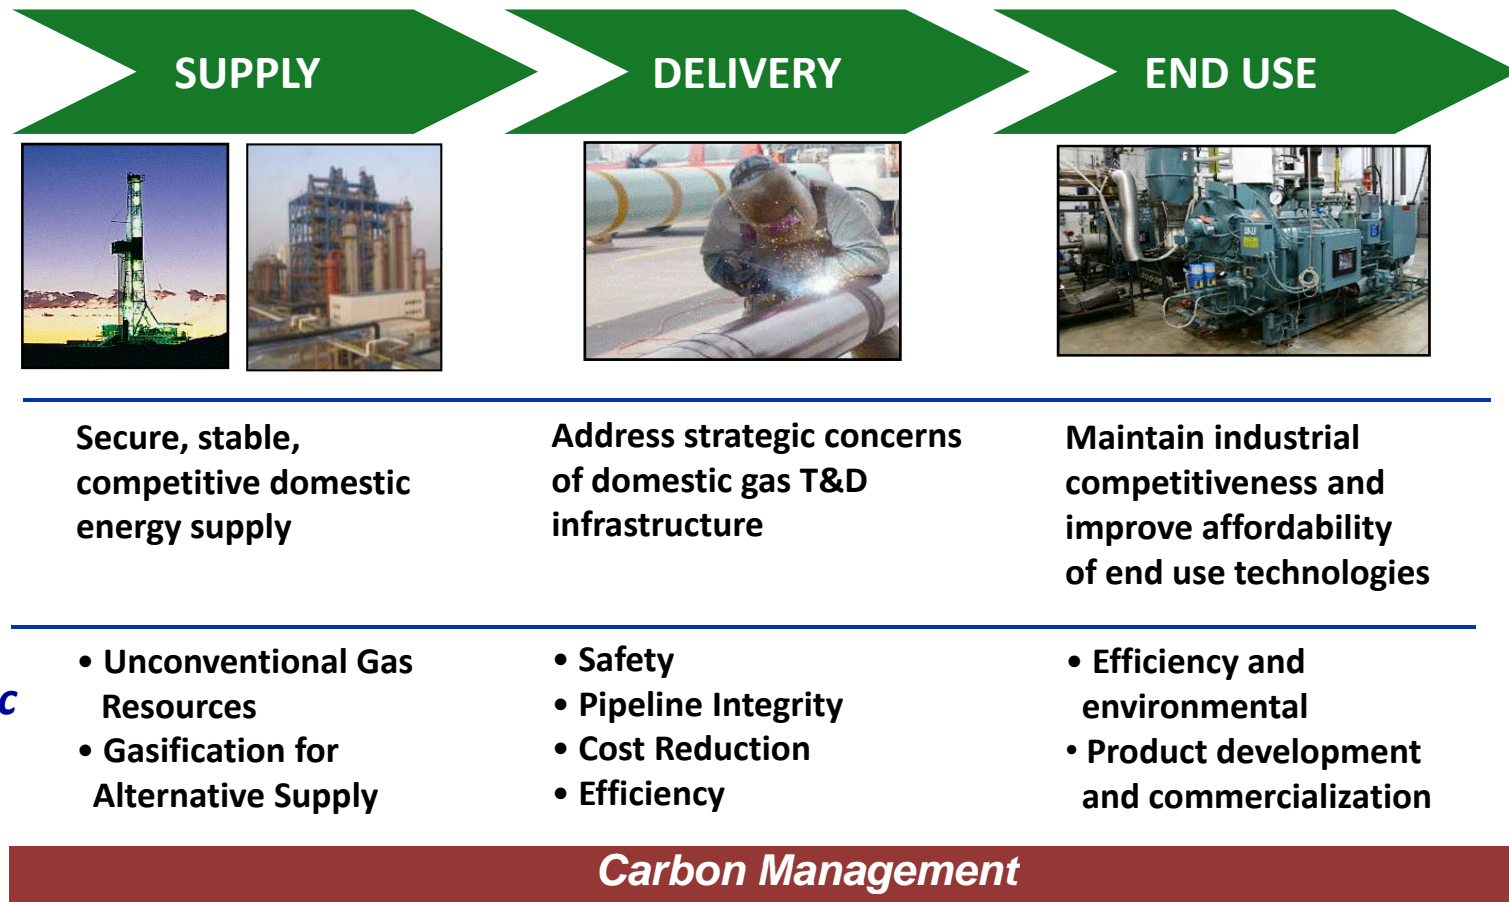 SUPPLY
DELIVERY
END USE
Secure, stable,
competitive domestic
energy supply
Address strategic concerns
of domestic gas T&D
infrastructure
Maintain industrial
competitiveness and
improve affordability
of end use technologies
c
• Unconventional Gas
Resources
• Gasification for
Alternative Supply
• Safety
• Pipeline Integrity
• Cost Reduction
• Efficiency
• Efficiency and
environmental
• Product development
and commercialization
Carbon Management